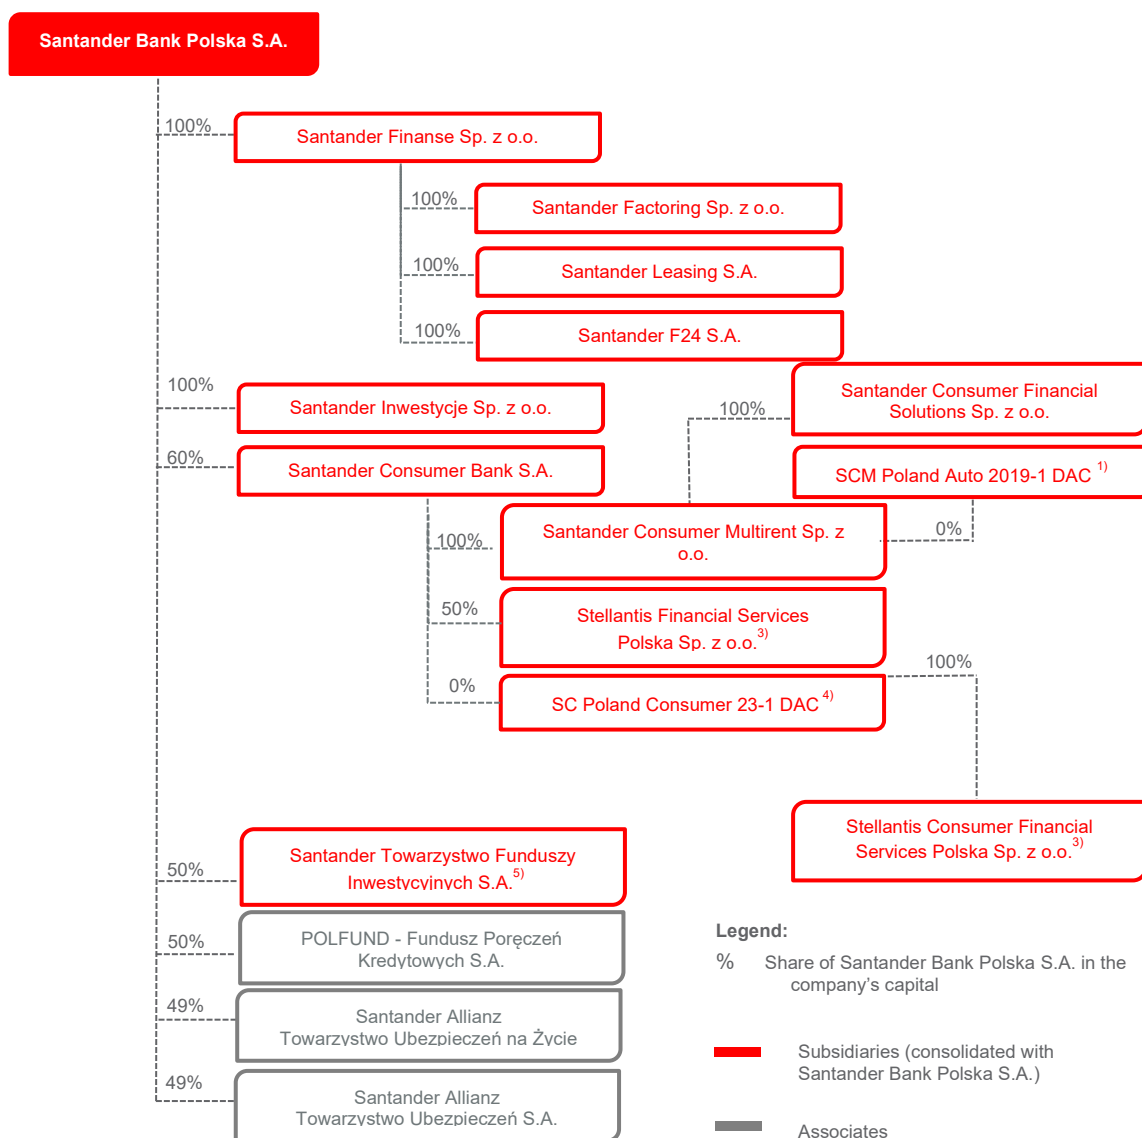 Santander Bank Polska S.A.
100%
Santander Finanse Sp. z o.o.
100%
Santander Factoring Sp. z o.o.
100%
Santander Leasing S.A.
100%
Santander F24 S.A.
100%
Santander Inwestycje Sp. z o.o.
100%
Santander Consumer Financial
Solutions Sp. z o.o.
60%
Santander Consumer Bank S.A.
SCM Poland Auto 2019-1 DAC 1)
100%
Santander Consumer Multirent Sp. z
o.o.
0%
50%
Stellantis Financial Services
Polska Sp. z o.o.3)
0%
SC Poland Consumer 23-1 DAC 4)
100%
Stellantis Consumer Financial
Services Polska Sp. z o.o.3)
50%
Santander Towarzystwo Funduszy
Inwestycyjnych S.A.5)
50%
POLFUND - Fundusz Poręczeń
Kredytowych S.A.
49%
Santander Allianz
Towarzystwo Ubezpieczeń na Życie
49%
Santander Allianz
Towarzystwo Ubezpieczeń S.A.
Legend:
% Share of Santander Bank Polska S.A. in the
company's capital
Subsidiaries (consolidated with
Santander Bank Polska S.A.)
Associates